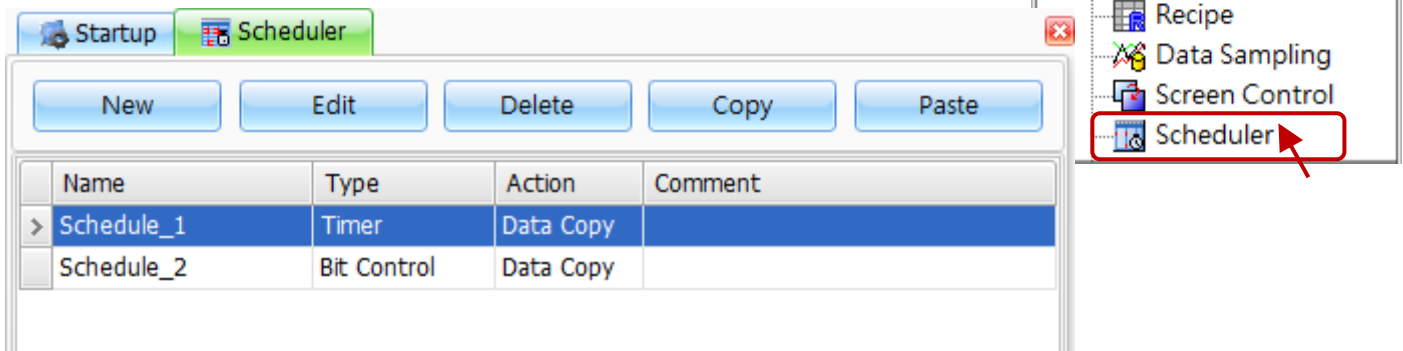 Startup Scheduler
New Edit Delete Copy Paste
Name Type Action Comment
Schedule_1 Timer Data Copy
Schedule_2 Bit Control Data Copy
Recipe
Data Sampling
Screen Control
Scheduler